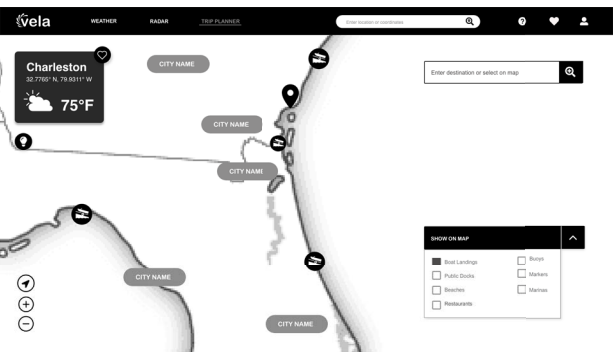 vela
WEATHER
RADAR
TRIP PLANNER
Enter location or coordinates
?
Charleston
32.7765° N, 79.9311° W
75°F
CITY NAME
CITY NAME
CITY NAME
CITY NAME
CITY NAME
Enter destination or select on map
SHOW ON MAP
Boat Landings
Public Docks
Beaches
Restaurants
Buoys
Markers
Marinas